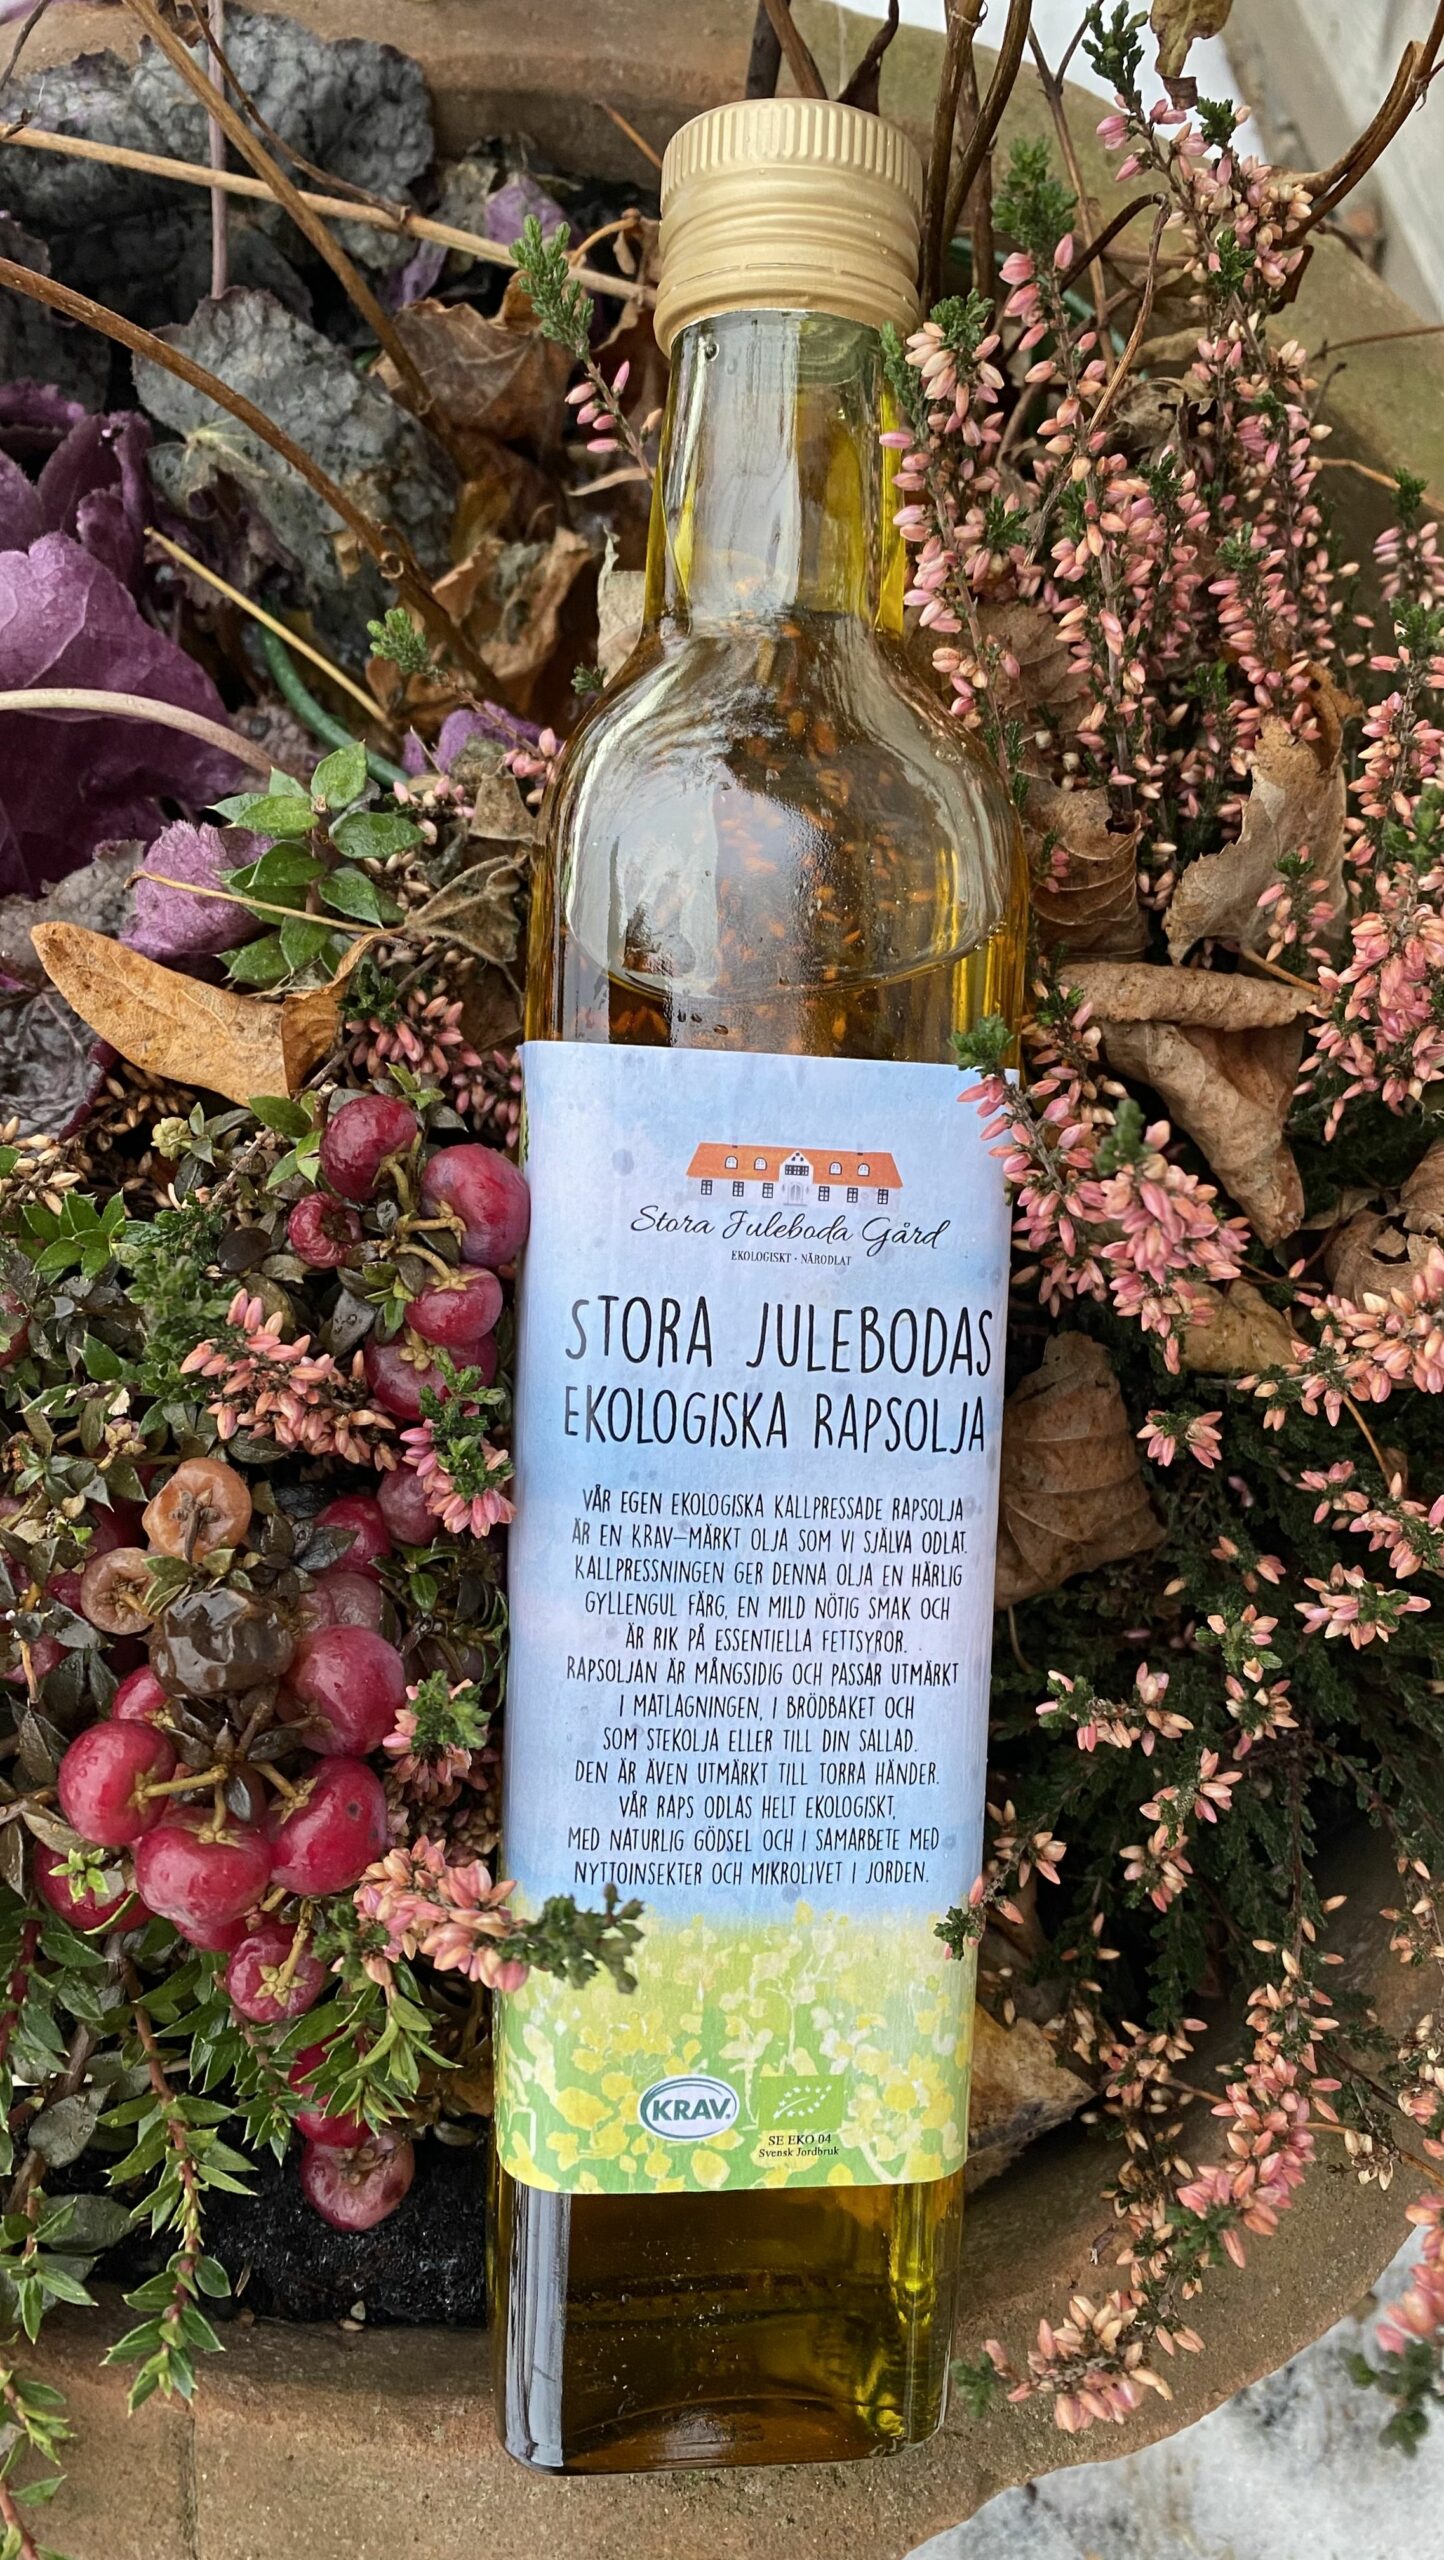 Stora Juleboda Gård
EKOLOGISKT · NÄRODLAT
STORA JULEBODAS
EKOLOGISKA RAPSOLJA
VÅR EGEN EKOLOGISKA KALLPRESSADE RAPSOLJA
ÄR EN KRAV-MÄRKT OLJA SOM VI SJÄLVA ODLAT.
KALLPRESSNINGEN GER DENNA OLJA EN HÄRLIG
GYLLENGUL FÄRG, EN MILD NÖTIG SMAK OCH
ÄR RIK PÅ ESSENTIELLA FETTSYROR.
RAPSOLJAN ÄR MÅNGSIDIG OCH PASSAR UTMÄRKT
I MATLAGNINGEN, I BRÖDBAKET OCH
SOM STEKOLJA ELLER TILL DIN SALLAD.
DEN ÄR ÄVEN UTMÄRKT TILL TORRA HÄNDER.
VÅR RAPS ODLAS HELT EKOLOGISKT,
MED NATURLIG GÖDSEL OCH I SAMARBETE MED
NYTTOINSEKTER OCH MIKROLIVET I JORDEN.
KRAV®
SE EKO 04
Svensk Jordbruk